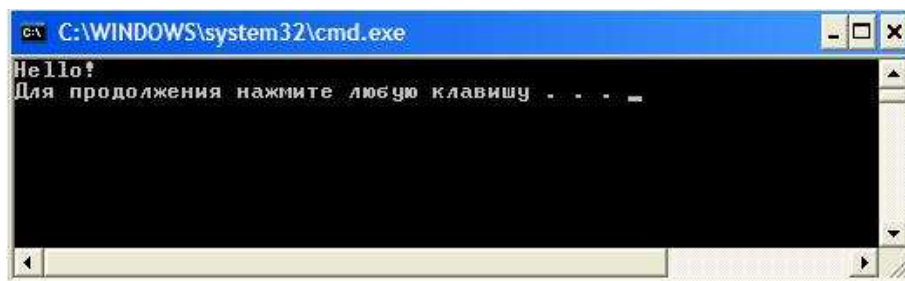 C:\WINDOWS\system32\cmd.exe
Hello!
Для продолжения нажмите любую клавишу . . . _